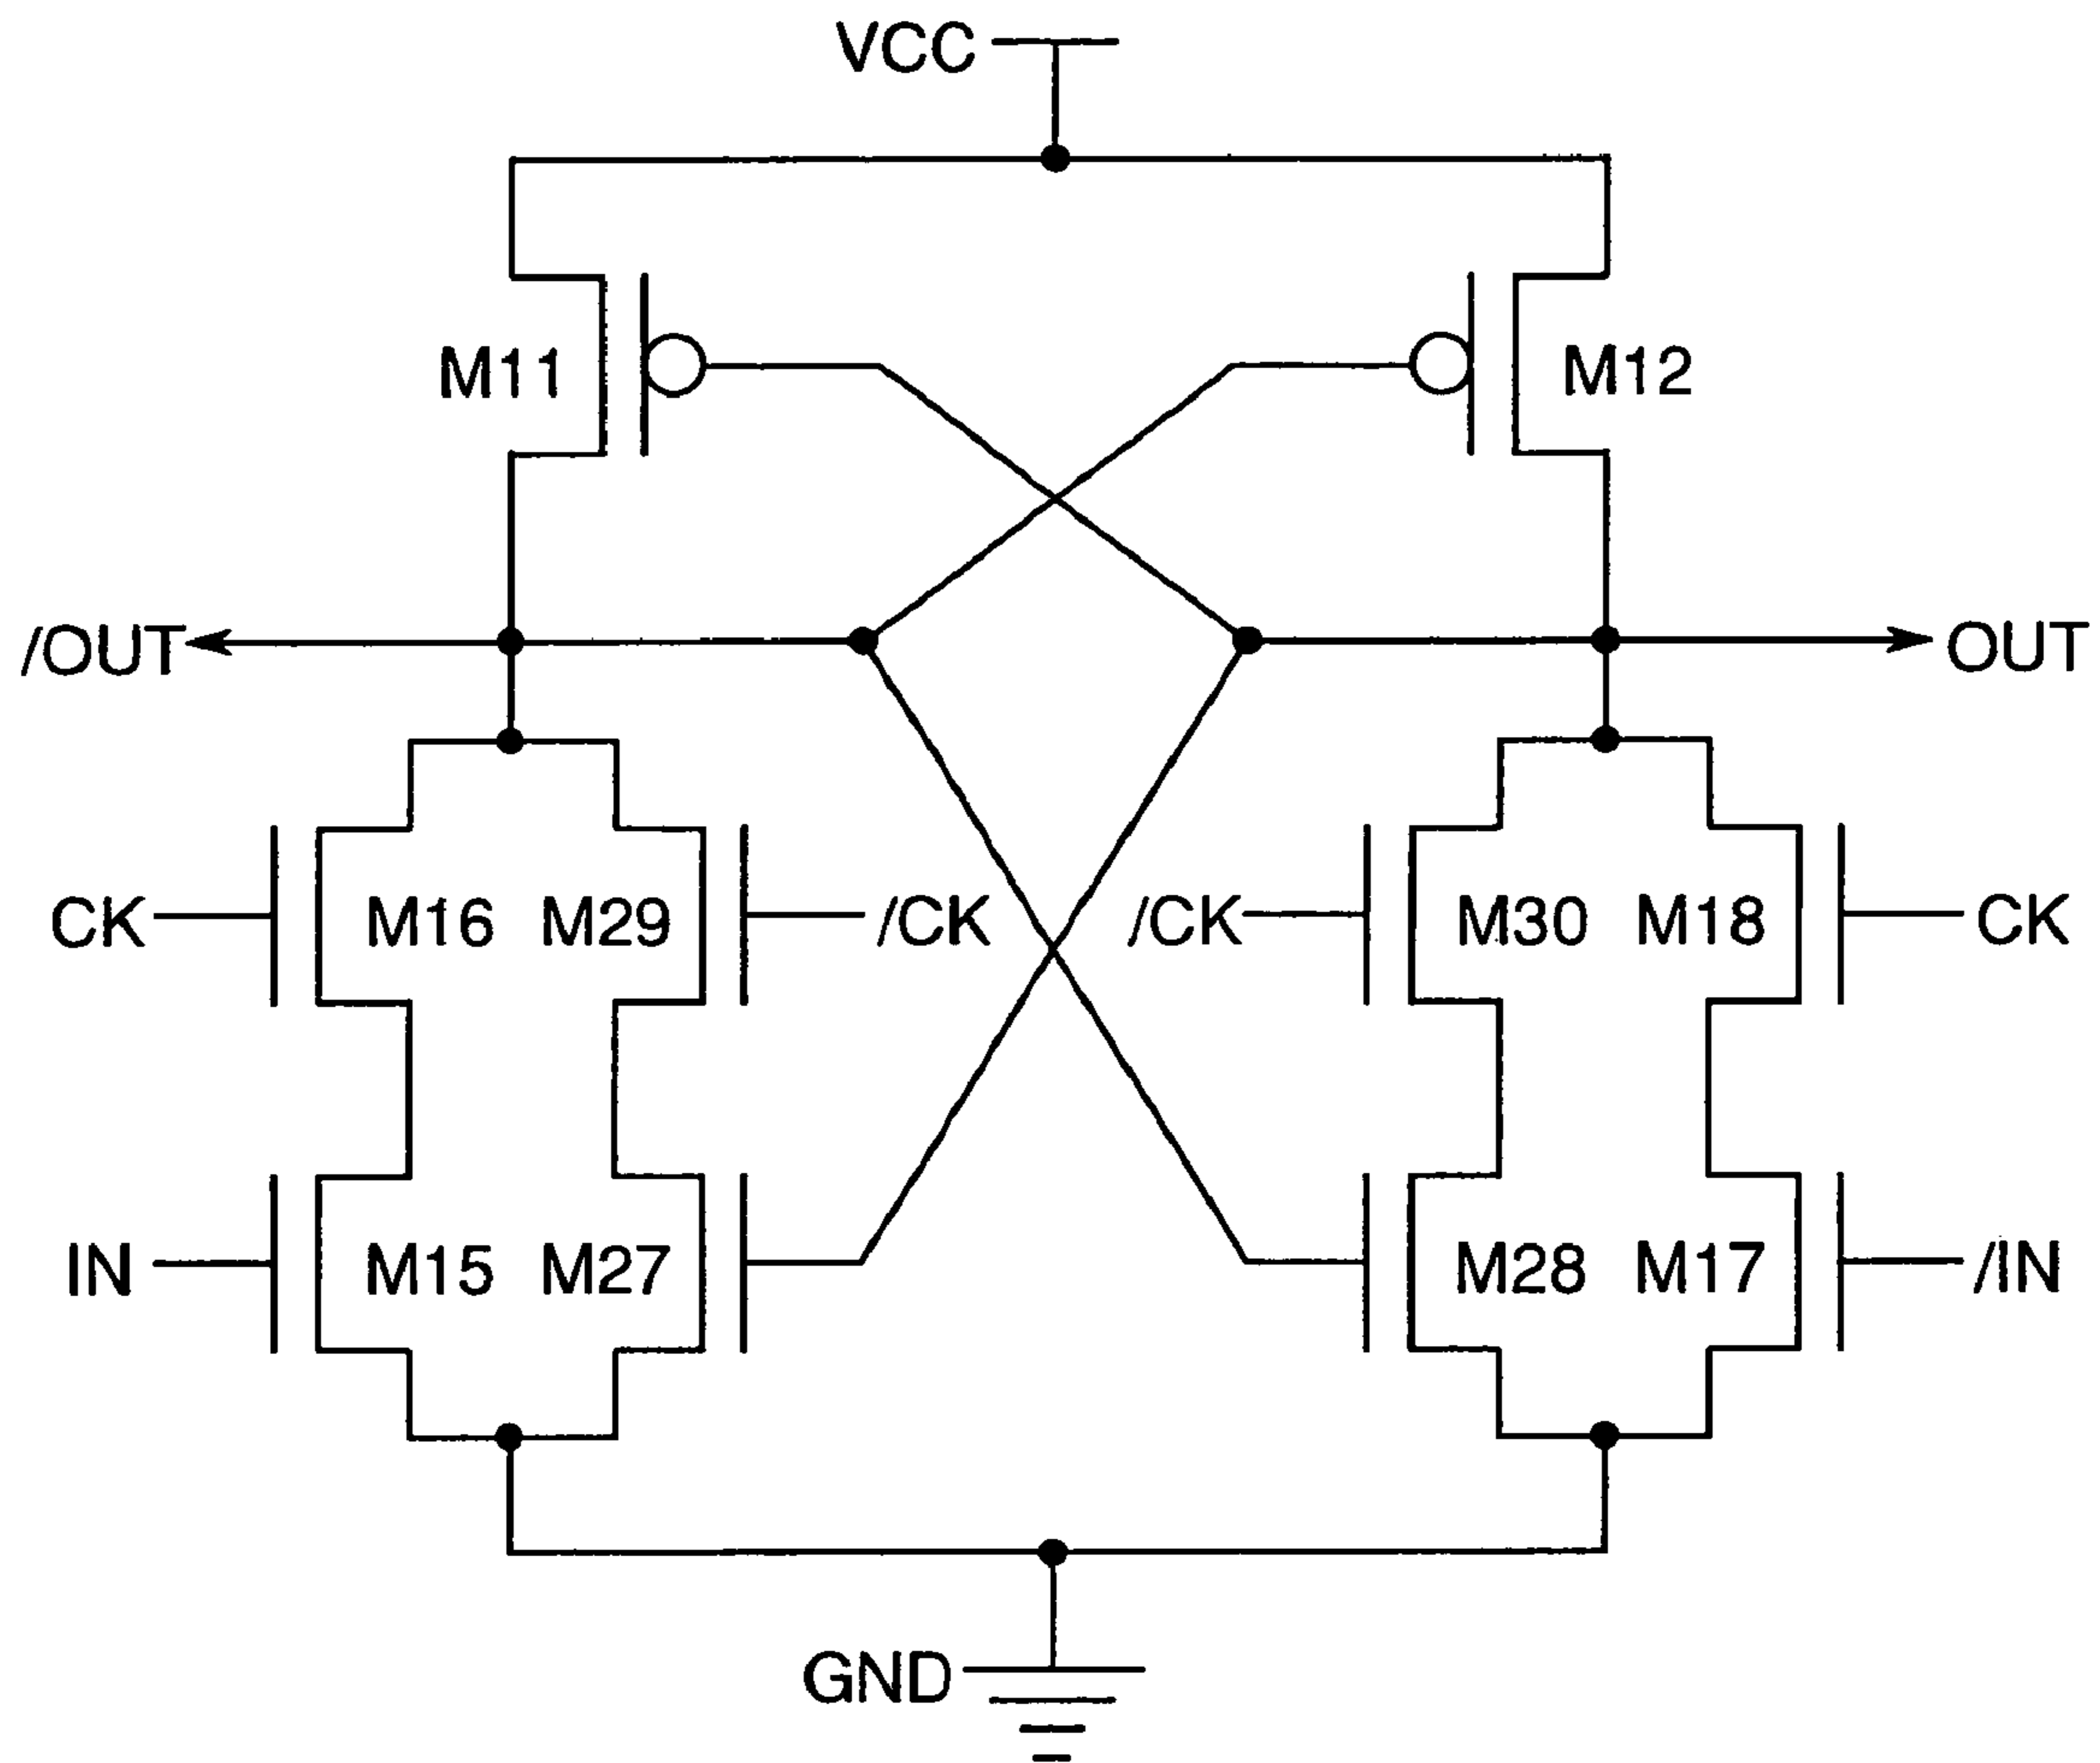 VCC
M11
M12
/OUT
OUT
CK
M16
M29
/CK
/CK
M30
M18
CK
IN
M15
M27
M28
M17
/IN
GND